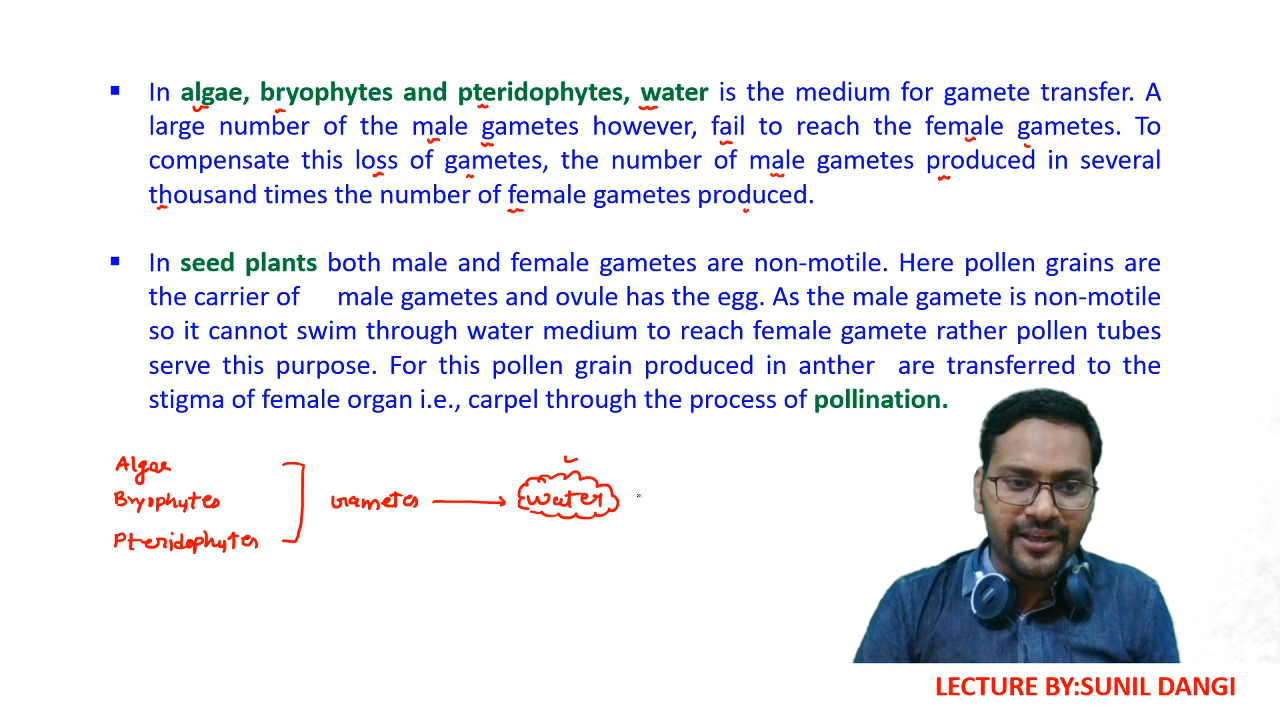 ▪ In algae, bryophytes and pteridophytes, water is the medium for gamete transfer. A
large number of the male gametes however, fail to reach the female gametes. To
compensate this loss of gametes, the number of male gametes produced in several
thousand times the number of female gametes produced.
▪ In seed plants both male and female gametes are non-motile. Here pollen grains are
the carrier of male gametes and ovule has the egg. As the male gamete is non-motile
so it cannot swim through water medium to reach female gamete rather pollen tubes
serve this purpose. For this pollen grain produced in anther are transferred to the
stigma of female organ i.e., carpel through the process of pollination.
Algae
Bryophytes
Gametes → water
Pteridophytes
LECTURE BY:SUNIL DANGI